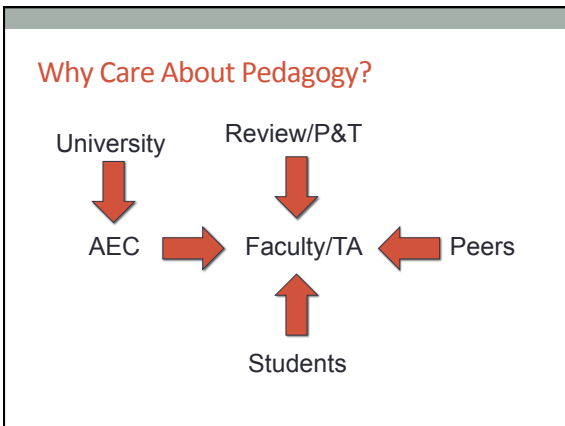 Why Care About Pedagogy?
University
Review/P&T
AEC
Faculty/TA
Peers
Students